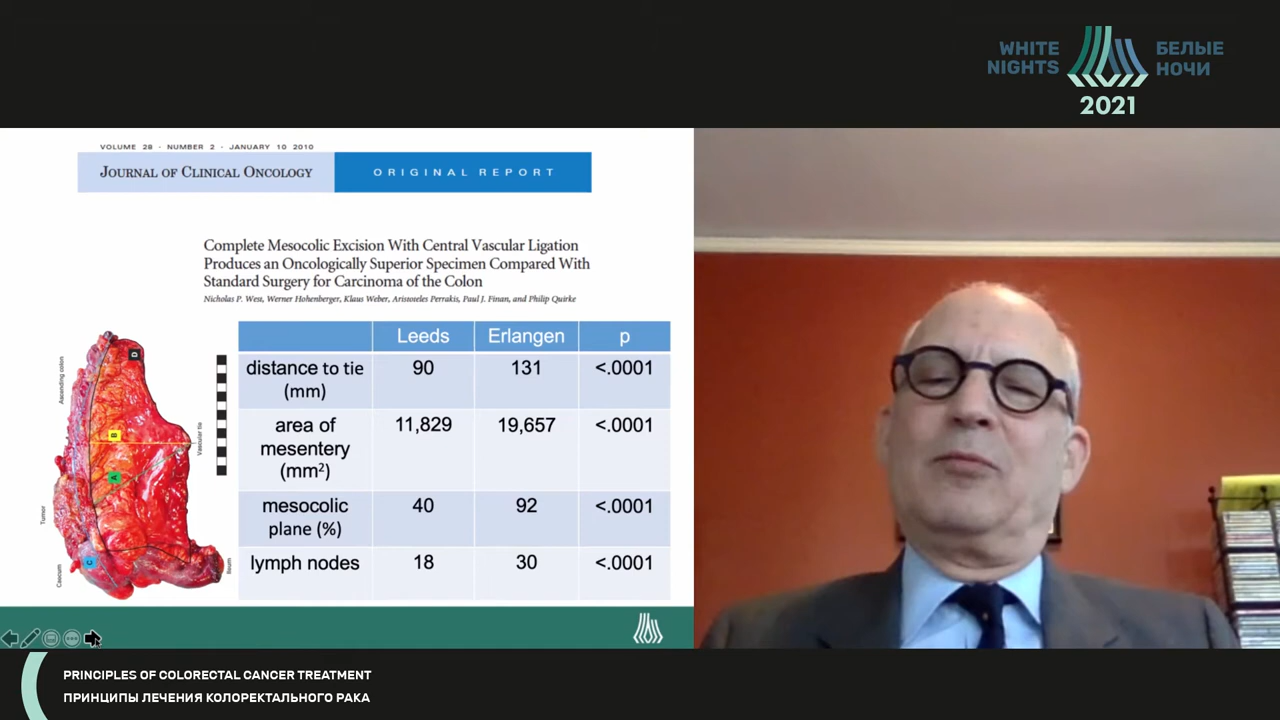 WHITE
NIGHTS
БЕЛЫЕ
НОЧИ
2021
VOLUME 28 · NUMBER 2 · JANUARY 10 2010
JOURNAL OF CLINICAL ONCOLOGY
ORIGINAL REPORT
Complete Mesocolic Excision With Central Vascular Ligation
Produces an Oncologically Superior Specimen Compared With
Standard Surgery for Carcinoma of the Colon
Nicholas P. West, Werner Hohenberger, Klaus Weber, Aristoteles Perrakis, Paul J. Finan, and Philip Quirke
Ascending colon
Tumor
Caecum
Vascular tie
Ileum
D
B
A
C
Leeds Erlangen p
distance to tie
(mm) 90 131 <.0001
area of
mesentery
(mm²) 11,829 19,657 <.0001
mesocolic
plane (%) 40 92 <.0001
lymph nodes 18 30 <.0001
PRINCIPLES OF COLORECTAL CANCER TREATMENT
ПРИНЦИПЫ ЛЕЧЕНИЯ КОЛОРЕКТАЛЬНОГО РАКА